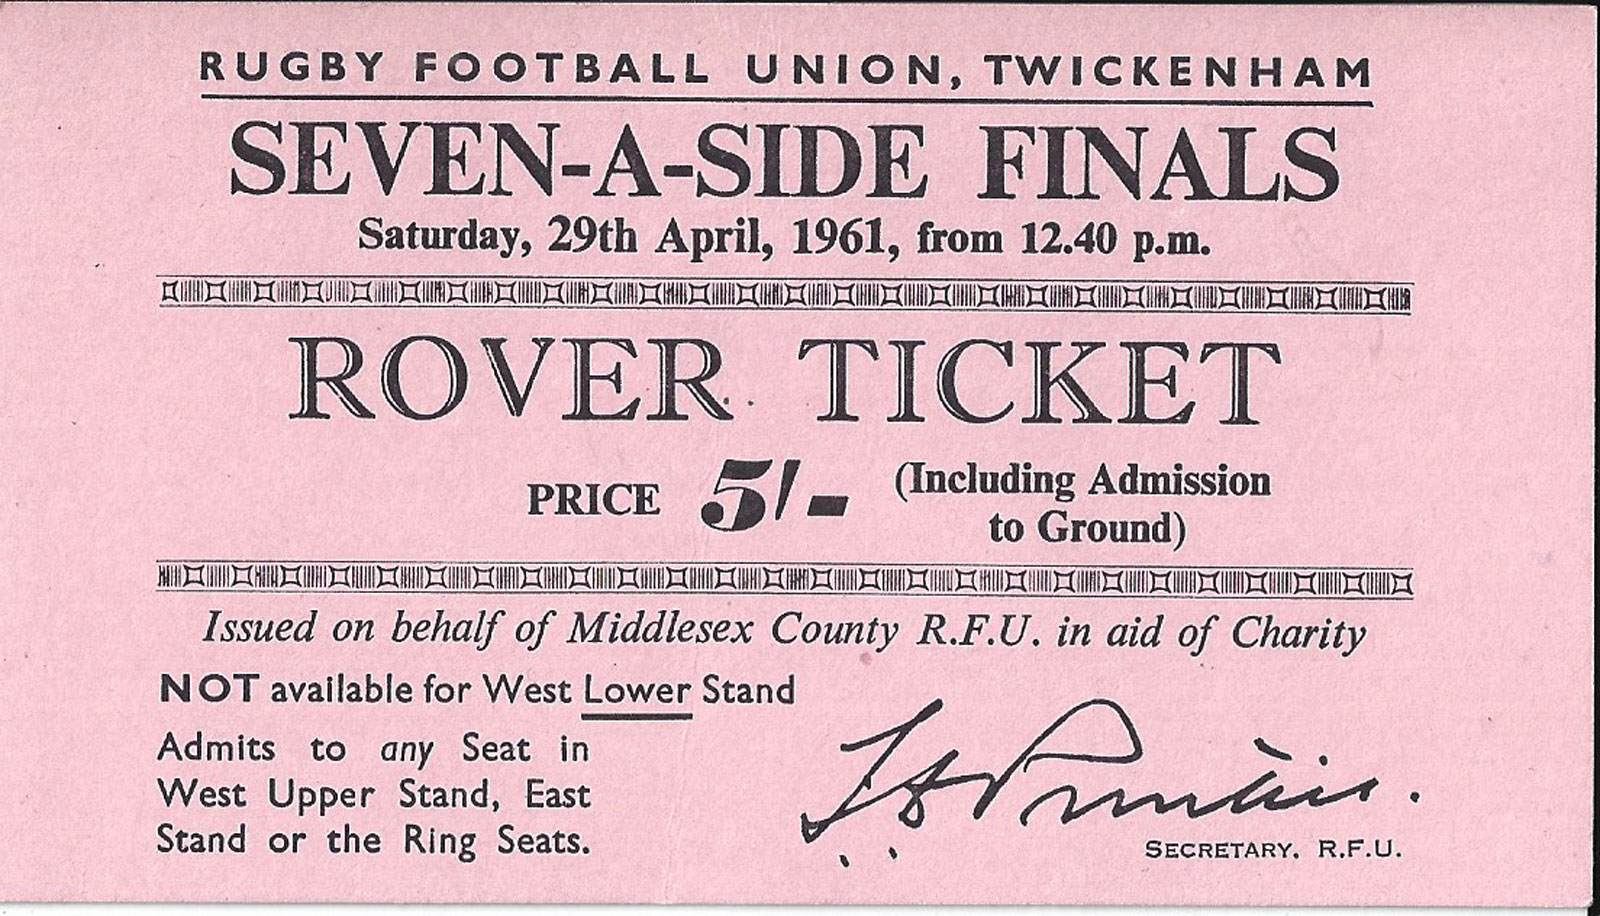 RUGBY FOOTBALL UNION, TWICKENHAM
SEVEN-A-SIDE FINALS
Saturday, 29th April, 1961, from 12.40 p.m.
ROVER TICKET
PRICE 5/- (Including Admission
to Ground)
Issued on behalf of Middlesex County R.F.U. in aid of Charity
NOT available for West Lower Stand
Admits to any Seat in
West Upper Stand, East
Stand or the Ring Seats.
SECRETARY. R.F.U.